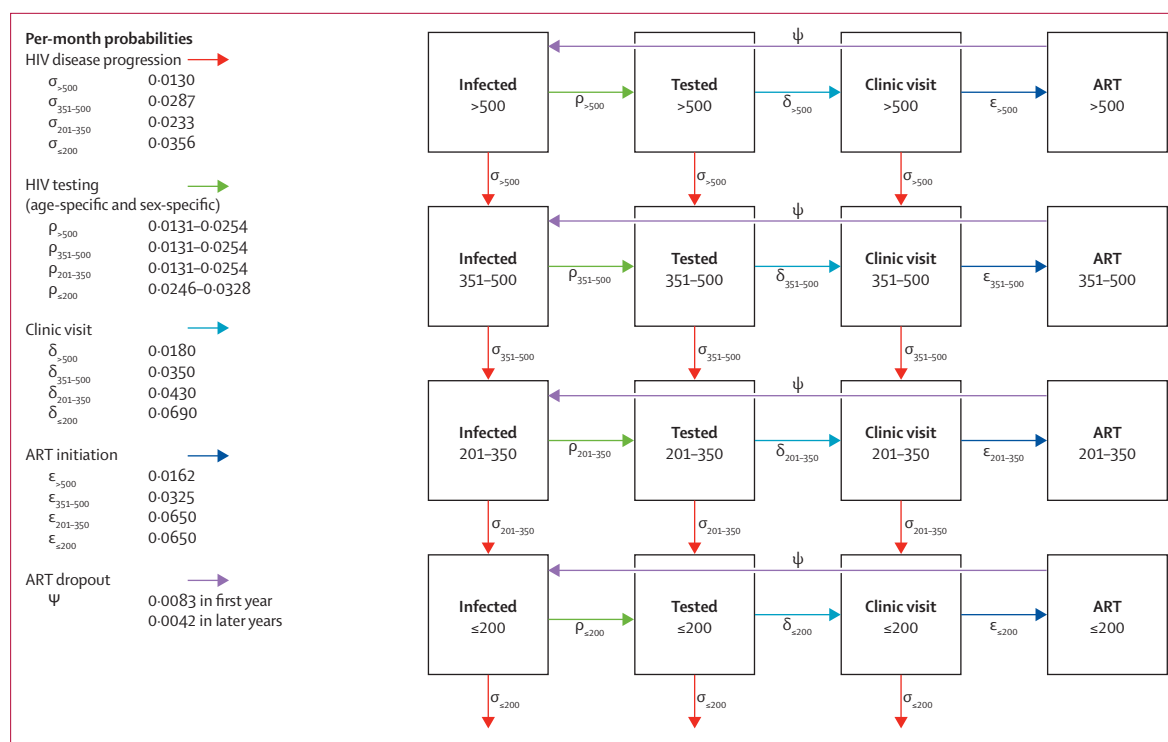 Per-month probabilities
HIV disease progression
σ>500 0·0130
σ351–500 0·0287
σ201–350 0·0233
σ≤200 0·0356
HIV testing
(age-specific and sex-specific)
ρ>500 0·0131–0·0254
ρ351–500 0·0131–0·0254
ρ201–350 0·0131–0·0254
ρ≤200 0·0246–0·0328
Clinic visit
δ>500 0·0180
δ351–500 0·0350
δ201–350 0·0430
δ≤200 0·0690
ART initiation
ε>500 0·0162
ε351–500 0·0325
ε201–350 0·0650
ε≤200 0·0650
ART dropout
Ψ 0·0083 in first year
0·0042 in later years
ψ
Infected Tested Clinic visit ART
>500 >500 >500 >500
ρ>500 δ>500 ε>500
σ>500 σ>500 σ>500
ψ
Infected Tested Clinic visit ART
351–500 351–500 351–500 351–500
ρ351–500 δ351–500 ε351–500
σ351–500 σ351–500 σ351–500
ψ
Infected Tested Clinic visit ART
201–350 201–350 201–350 201–350
ρ201–350 δ201–350 ε201–350
σ201–350 σ201–350 σ201–350
ψ
Infected Tested Clinic visit ART
≤200 ≤200 ≤200 ≤200
ρ≤200 δ≤200 ε≤200
σ≤200 σ≤200 σ≤200